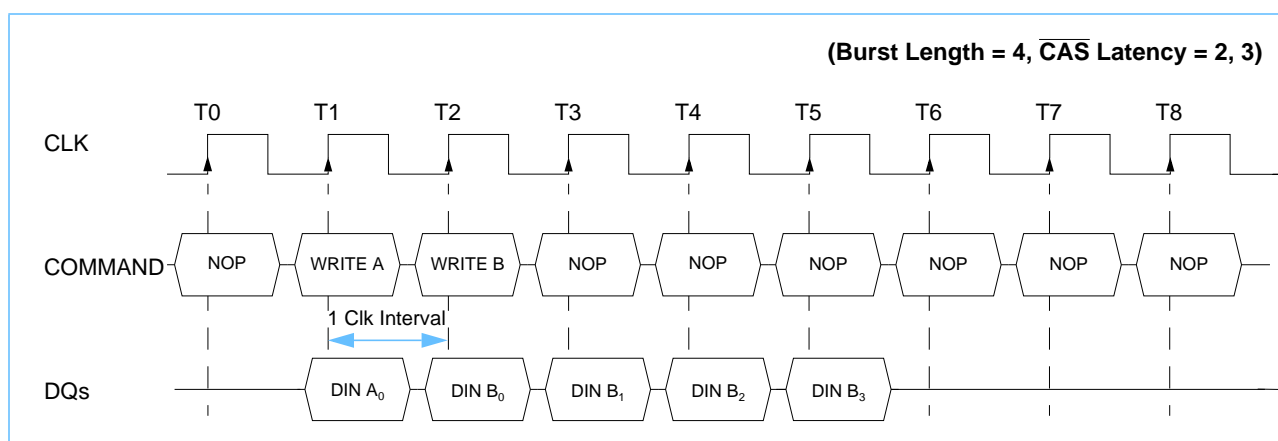 (Burst Length = 4, CAS Latency = 2, 3)
T0 T1 T2 T3 T4 T5 T6 T7 T8
CLK
COMMAND NOP WRITE A WRITE B NOP NOP NOP NOP NOP NOP
1 Clk Interval
DQs DIN A0 DIN B0 DIN B1 DIN B2 DIN B3